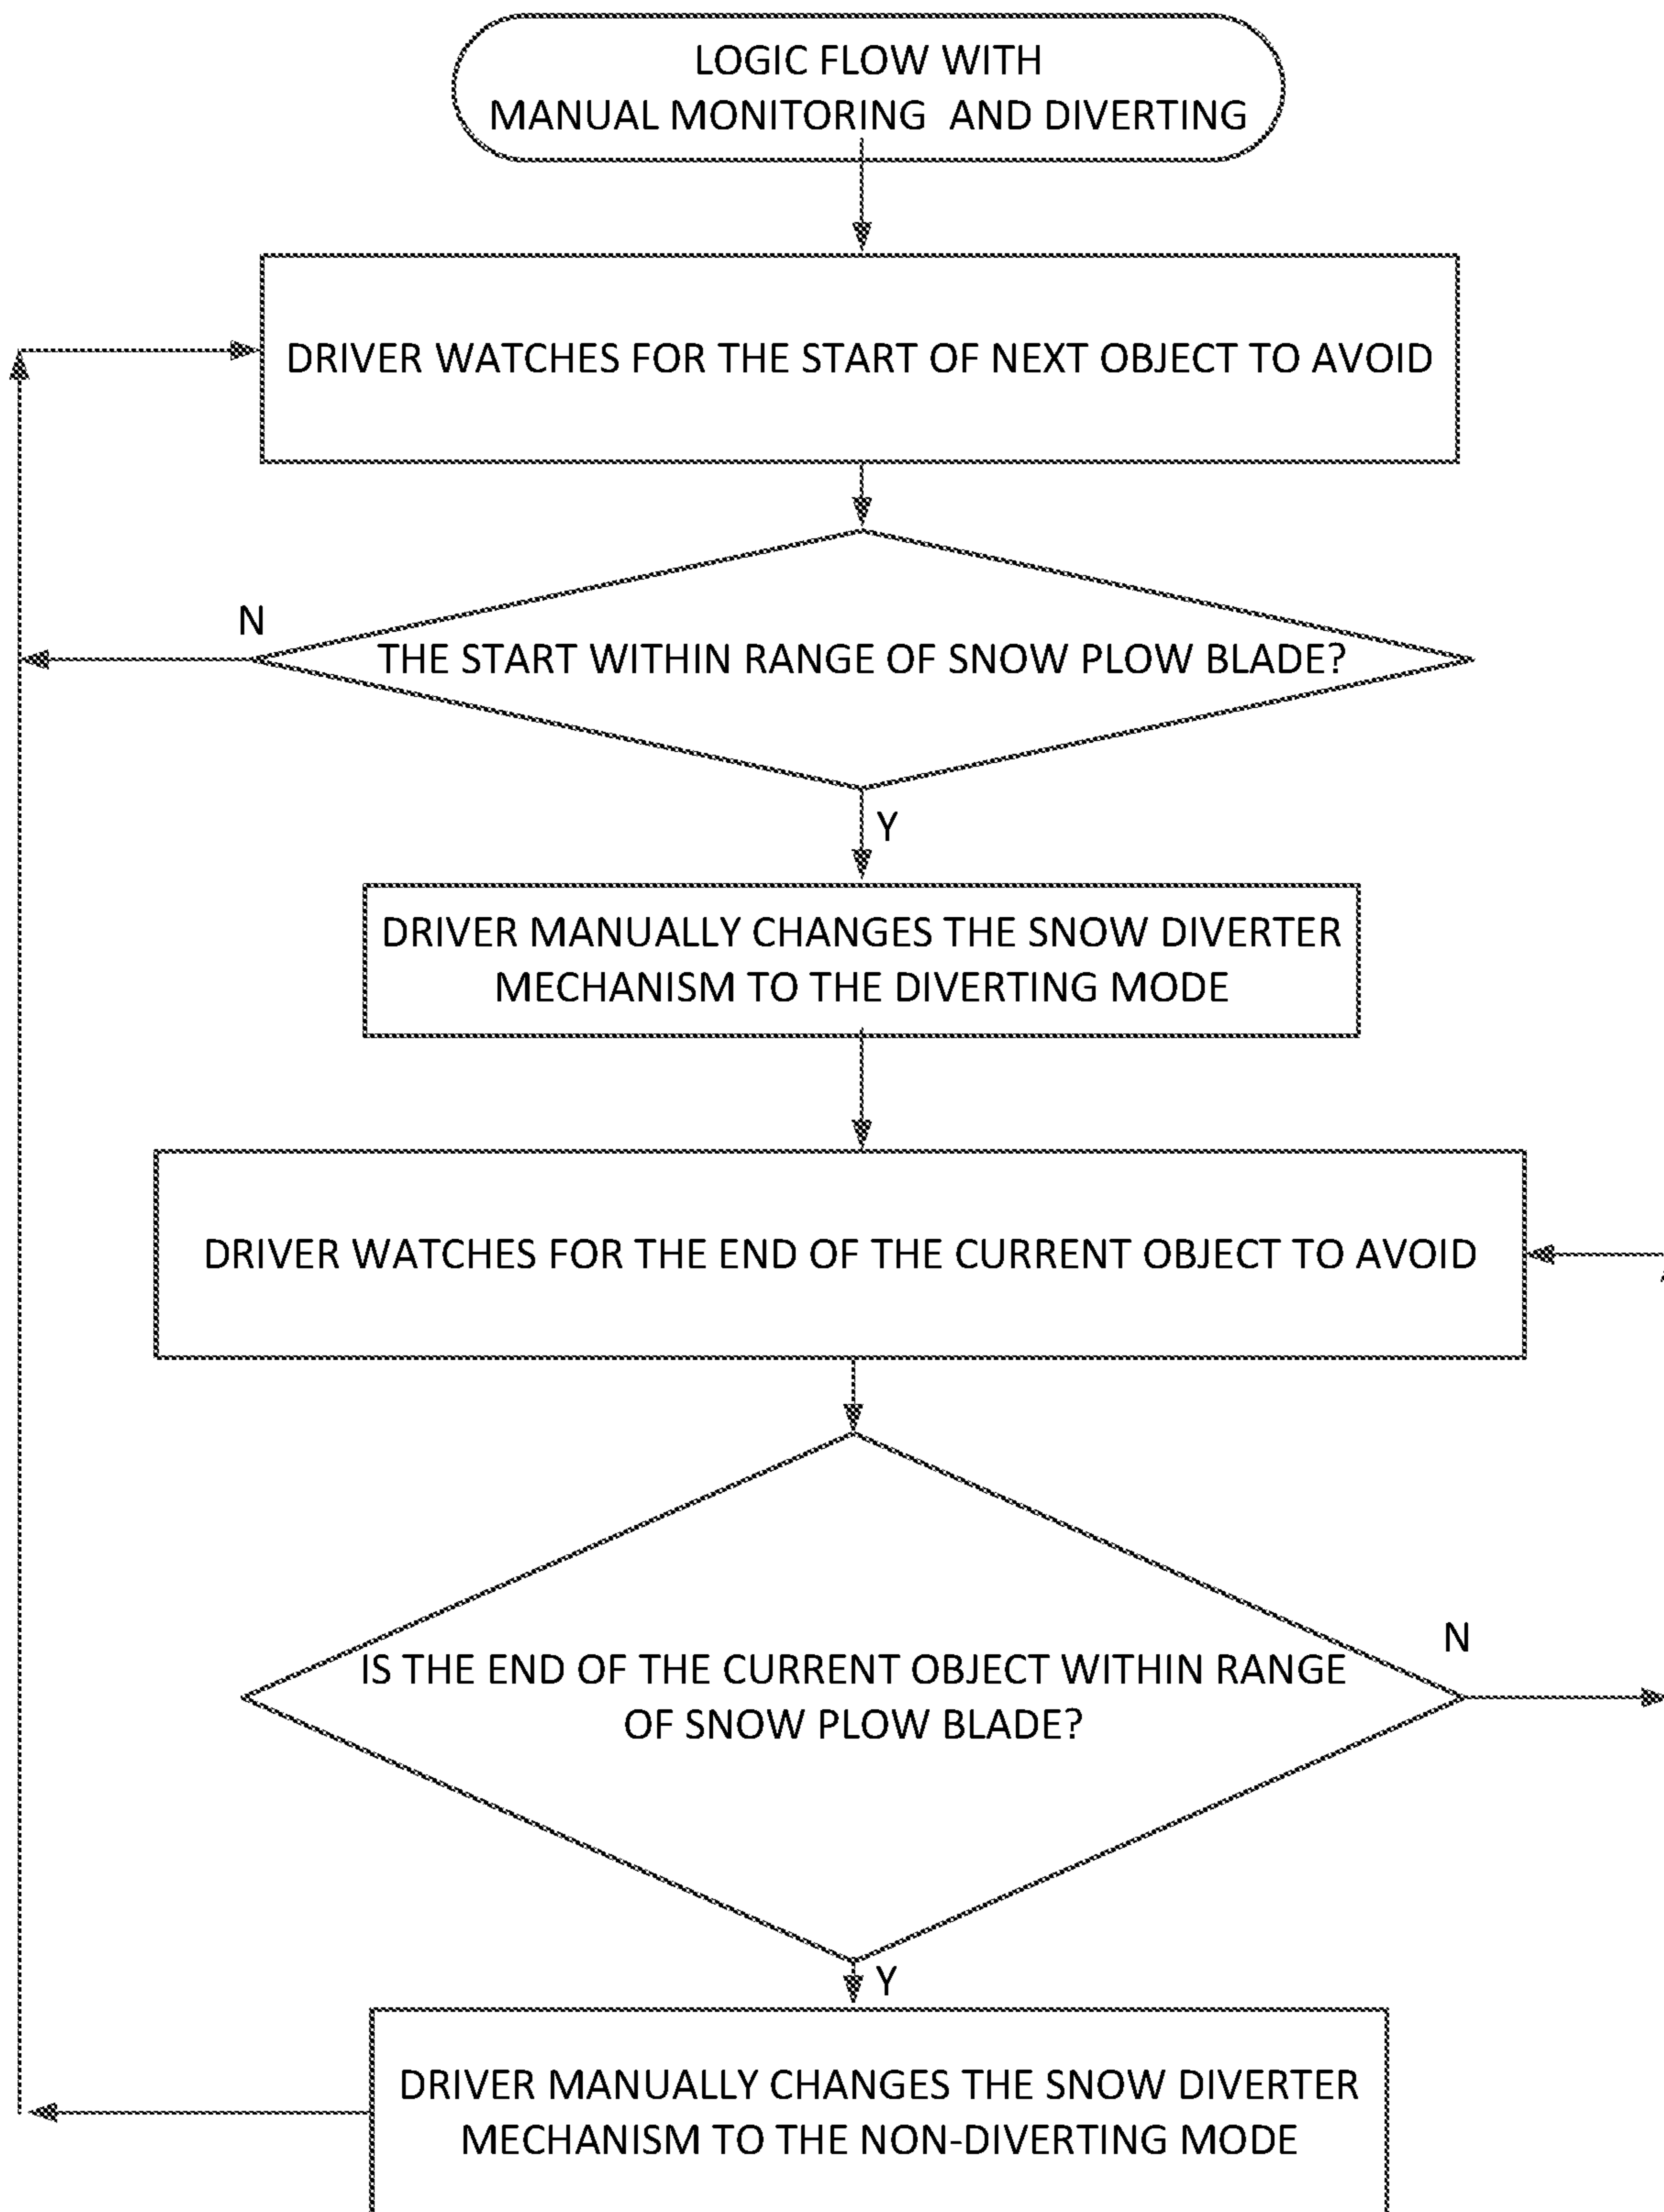 LOGIC FLOW WITH
MANUAL MONITORING AND DIVERTING
DRIVER WATCHES FOR THE START OF NEXT OBJECT TO AVOID
N
THE START WITHIN RANGE OF SNOW PLOW BLADE?
Y
DRIVER MANUALLY CHANGES THE SNOW DIVERTER
MECHANISM TO THE DIVERTING MODE
DRIVER WATCHES FOR THE END OF THE CURRENT OBJECT TO AVOID
N
IS THE END OF THE CURRENT OBJECT WITHIN RANGE
OF SNOW PLOW BLADE?
Y
DRIVER MANUALLY CHANGES THE SNOW DIVERTER
MECHANISM TO THE NON-DIVERTING MODE